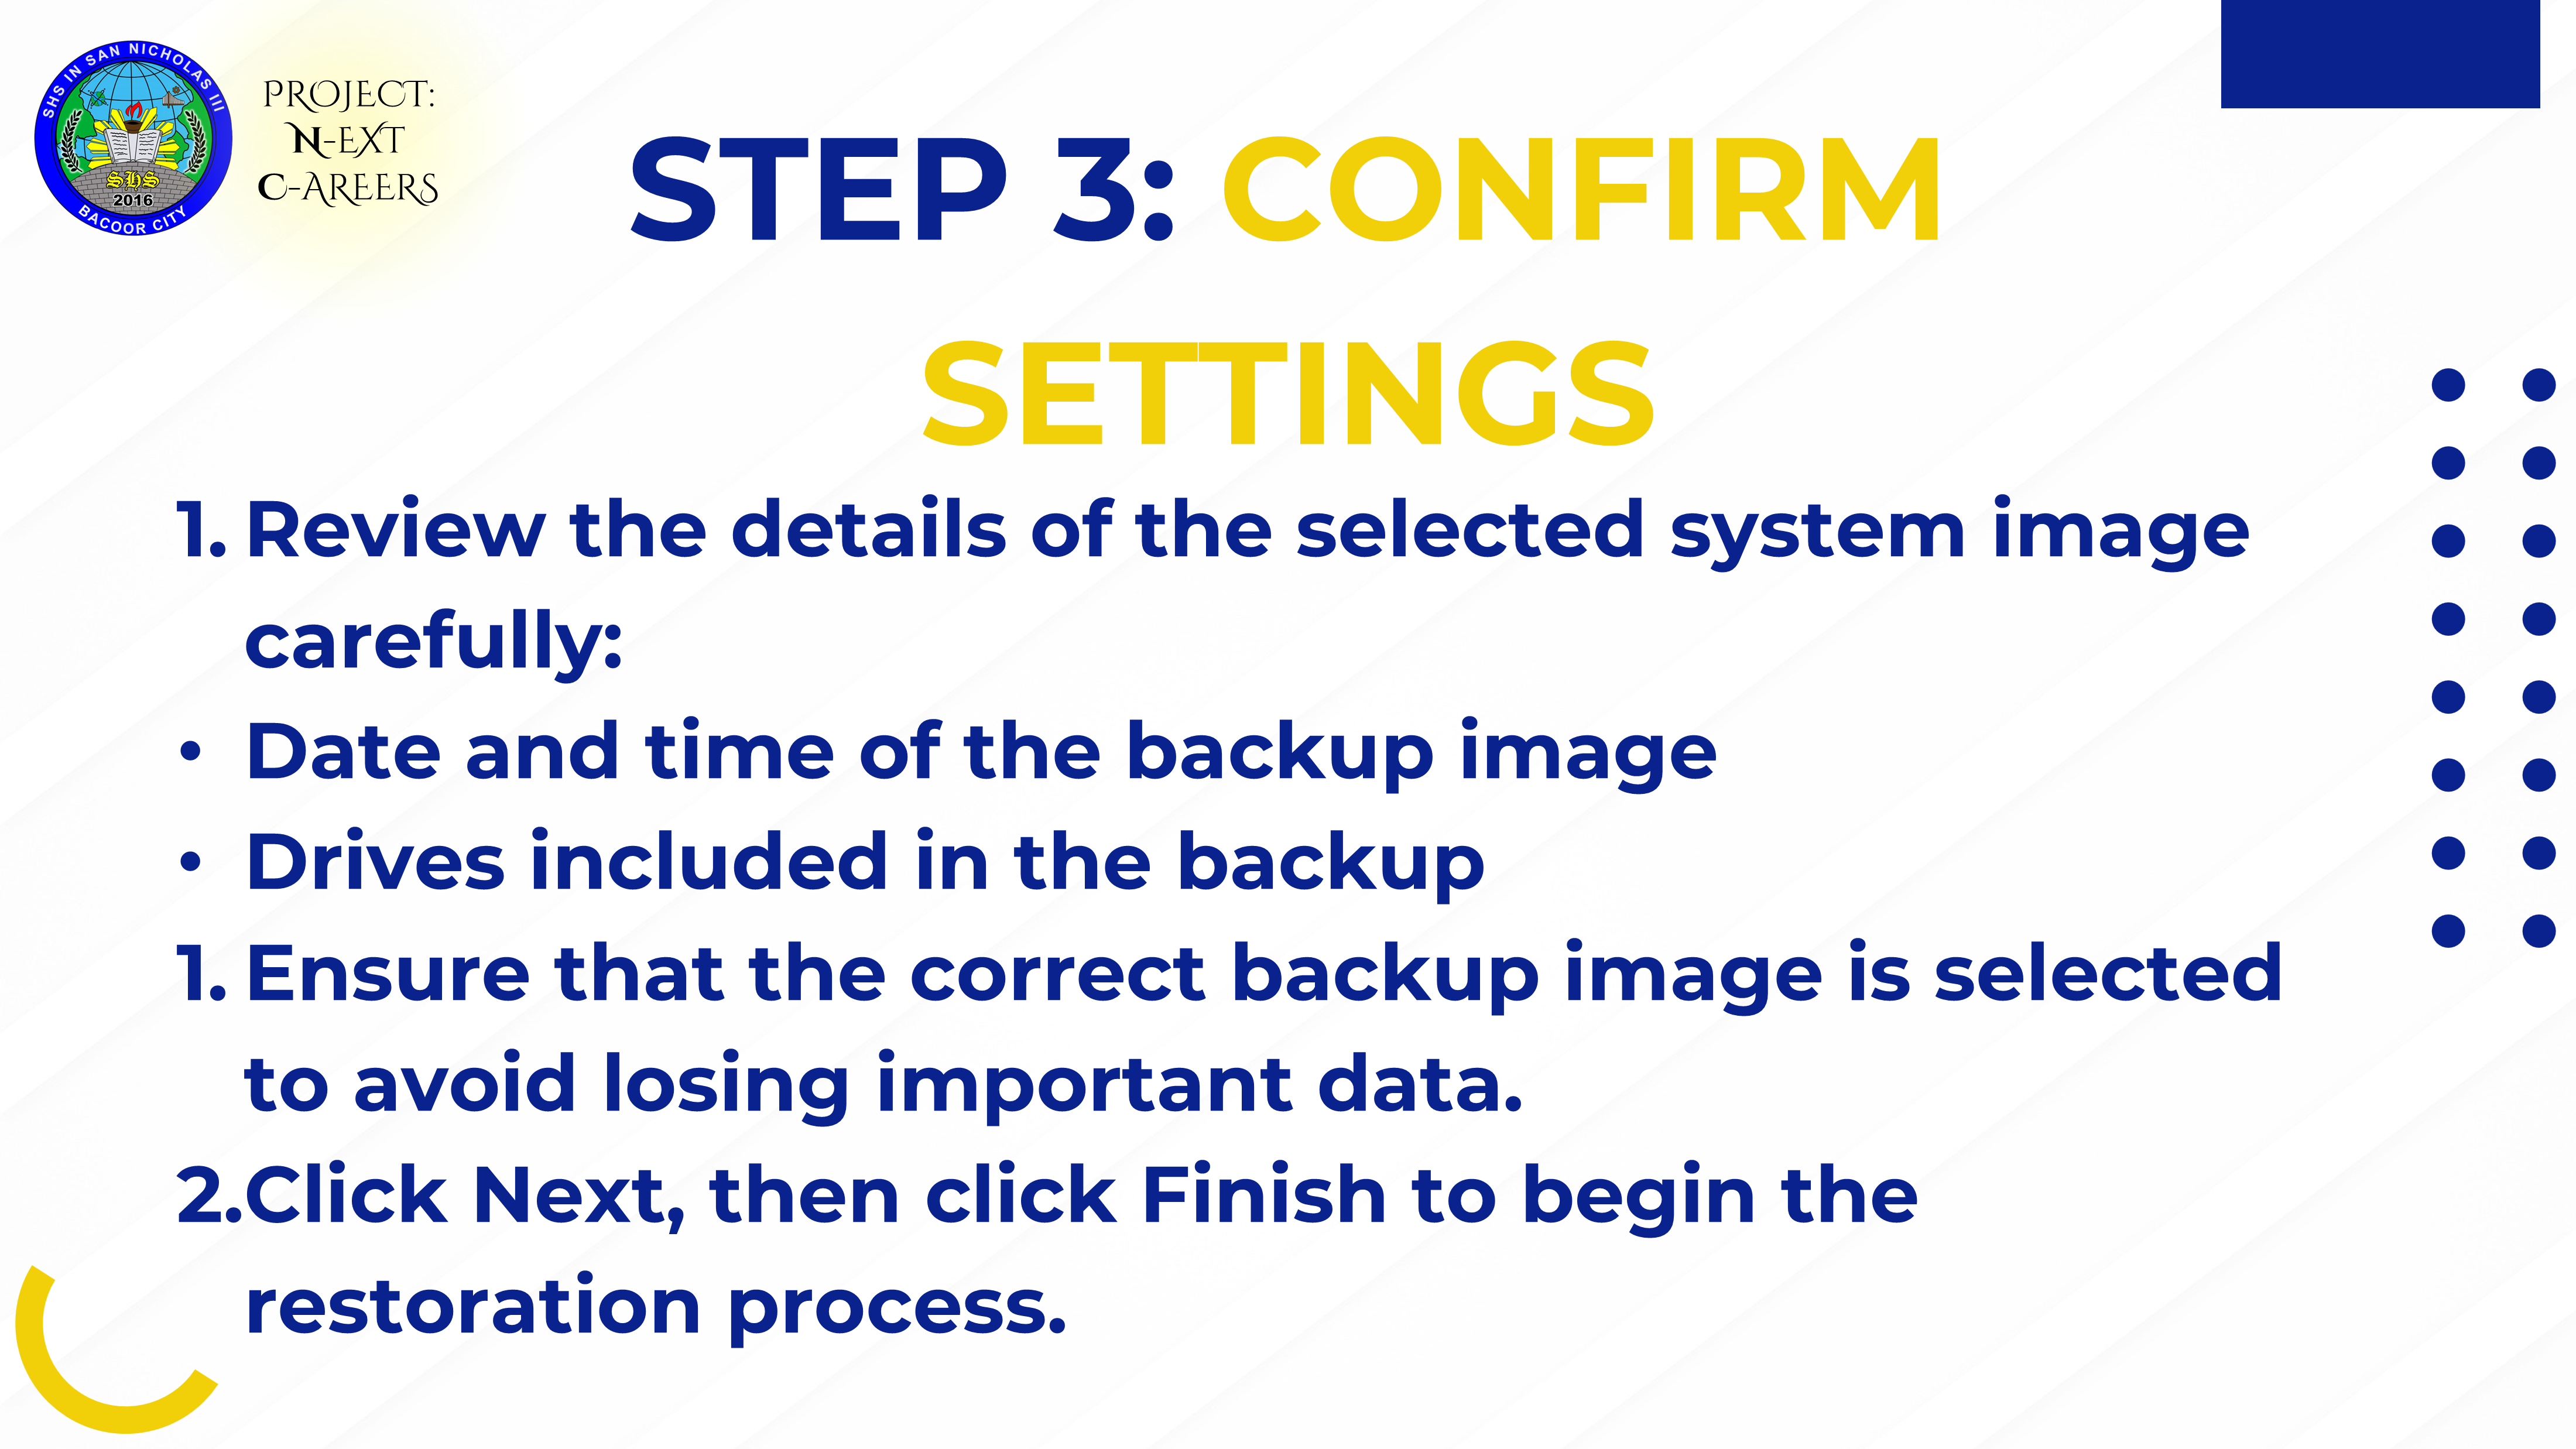 SHS IN SAN NICHOLAS III
SHS
2016
BACOOR CITY
PROJECT:
N-EXT
C-AREERS
STEP 3: CONFIRM
SETTINGS
1. Review the details of the selected system image
carefully:
• Date and time of the backup image
• Drives included in the backup
1. Ensure that the correct backup image is selected
to avoid losing important data.
2.Click Next, then click Finish to begin the
restoration process.